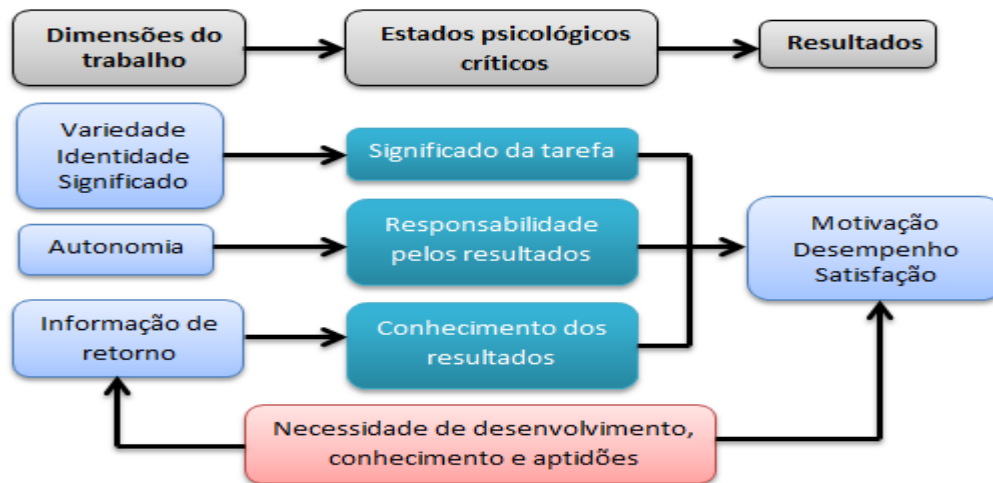 Dimensões do
trabalho
Estados psicológicos
críticos
Resultados
Variedade
Identidade
Significado
Significado da tarefa
Autonomia
Responsabilidade
pelos resultados
Motivação
Desempenho
Satisfação
Informação de
retorno
Conhecimento dos
resultados
Necessidade de desenvolvimento,
conhecimento e aptidões